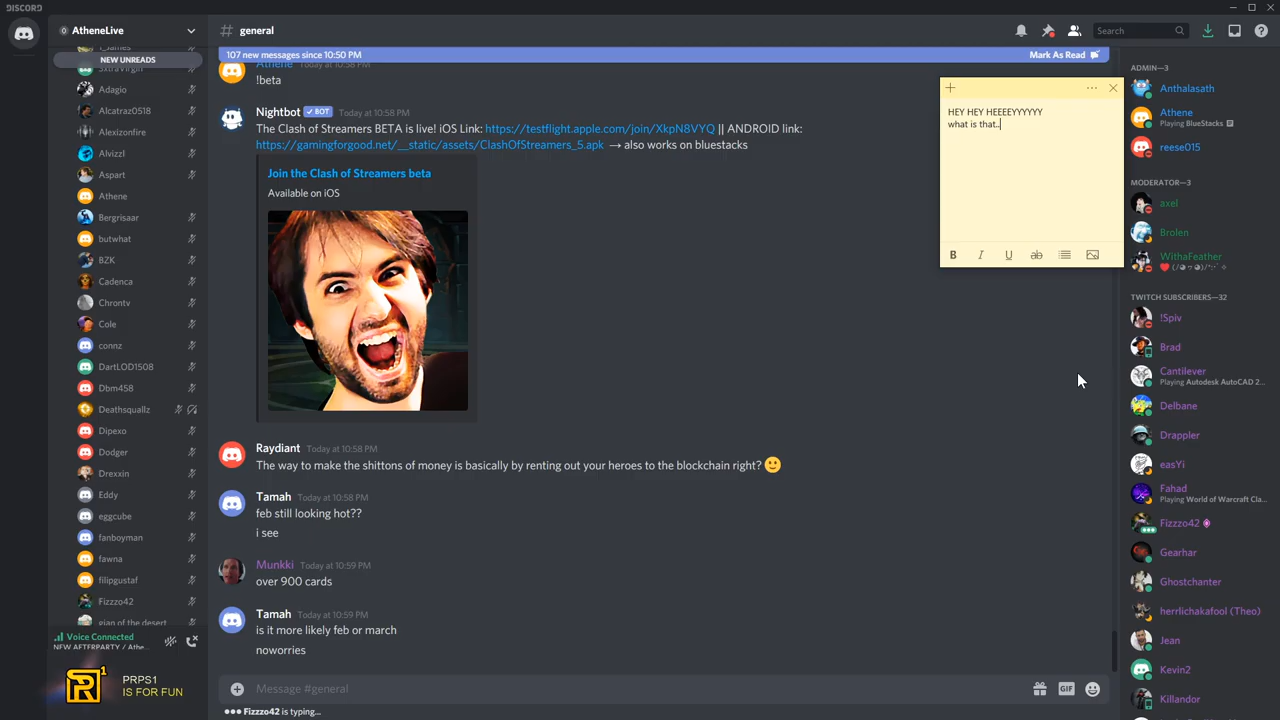 DISCORD
AtheneLive
general
Search
107 new messages since 10:50 PM
Mark As Read
NEW UNREADS
Adagio
Alcatraz0518
Alexizonfire
Alvizzl
Aspart
Athene
Bergrisaar
butwhat
BZK
Cadenca
Chrontv
Cole
connz
DartLOD1508
Dbm458
Deathsquallz
Dipexo
Dodger
Drexxin
Eddy
eggcube
fanboyman
fawna
filipgustaf
Fizzzo42
gian of the desert
Voice Connected
NEW AFTERPARTY / Athe...
PRPS1
IS FOR FUN
Athene Today at 10:58 PM
!beta
Nightbot ✓ BOT Today at 10:58 PM
The Clash of Streamers BETA is live! iOS Link: https://testflight.apple.com/join/XkpN8VYQ || ANDROID link:
https://gamingforgood.net/__static/assets/ClashOfStreamers_5.apk → also works on bluestacks
Join the Clash of Streamers beta
Available on iOS
Raydiant Today at 10:58 PM
The way to make the shittons of money is basically by renting out your heroes to the blockchain right? 🙂
Tamah Today at 10:58 PM
feb still looking hot??
i see
Munkki Today at 10:59 PM
over 900 cards
Tamah Today at 10:59 PM
is it more likely feb or march
noworries
Message #general
GIF
Fizzzo42 is typing...
HEY HEY HEEEYYYYYY
what is that..
B I U ab
ADMIN—3
Anthalasath
Athene
Playing BlueStacks
reese015
MODERATOR—3
axel
Brolen
WithaFeather
TWITCH SUBSCRIBERS—32
!Spiv
Brad
Cantilever
Playing Autodesk AutoCAD 2...
Delbane
Drappler
easYi
Fahad
Playing World of Warcraft Cla...
Fizzzo42
Gearhar
Ghostchanter
herrlichakafool (Theo)
Jean
Kevin2
Killandor